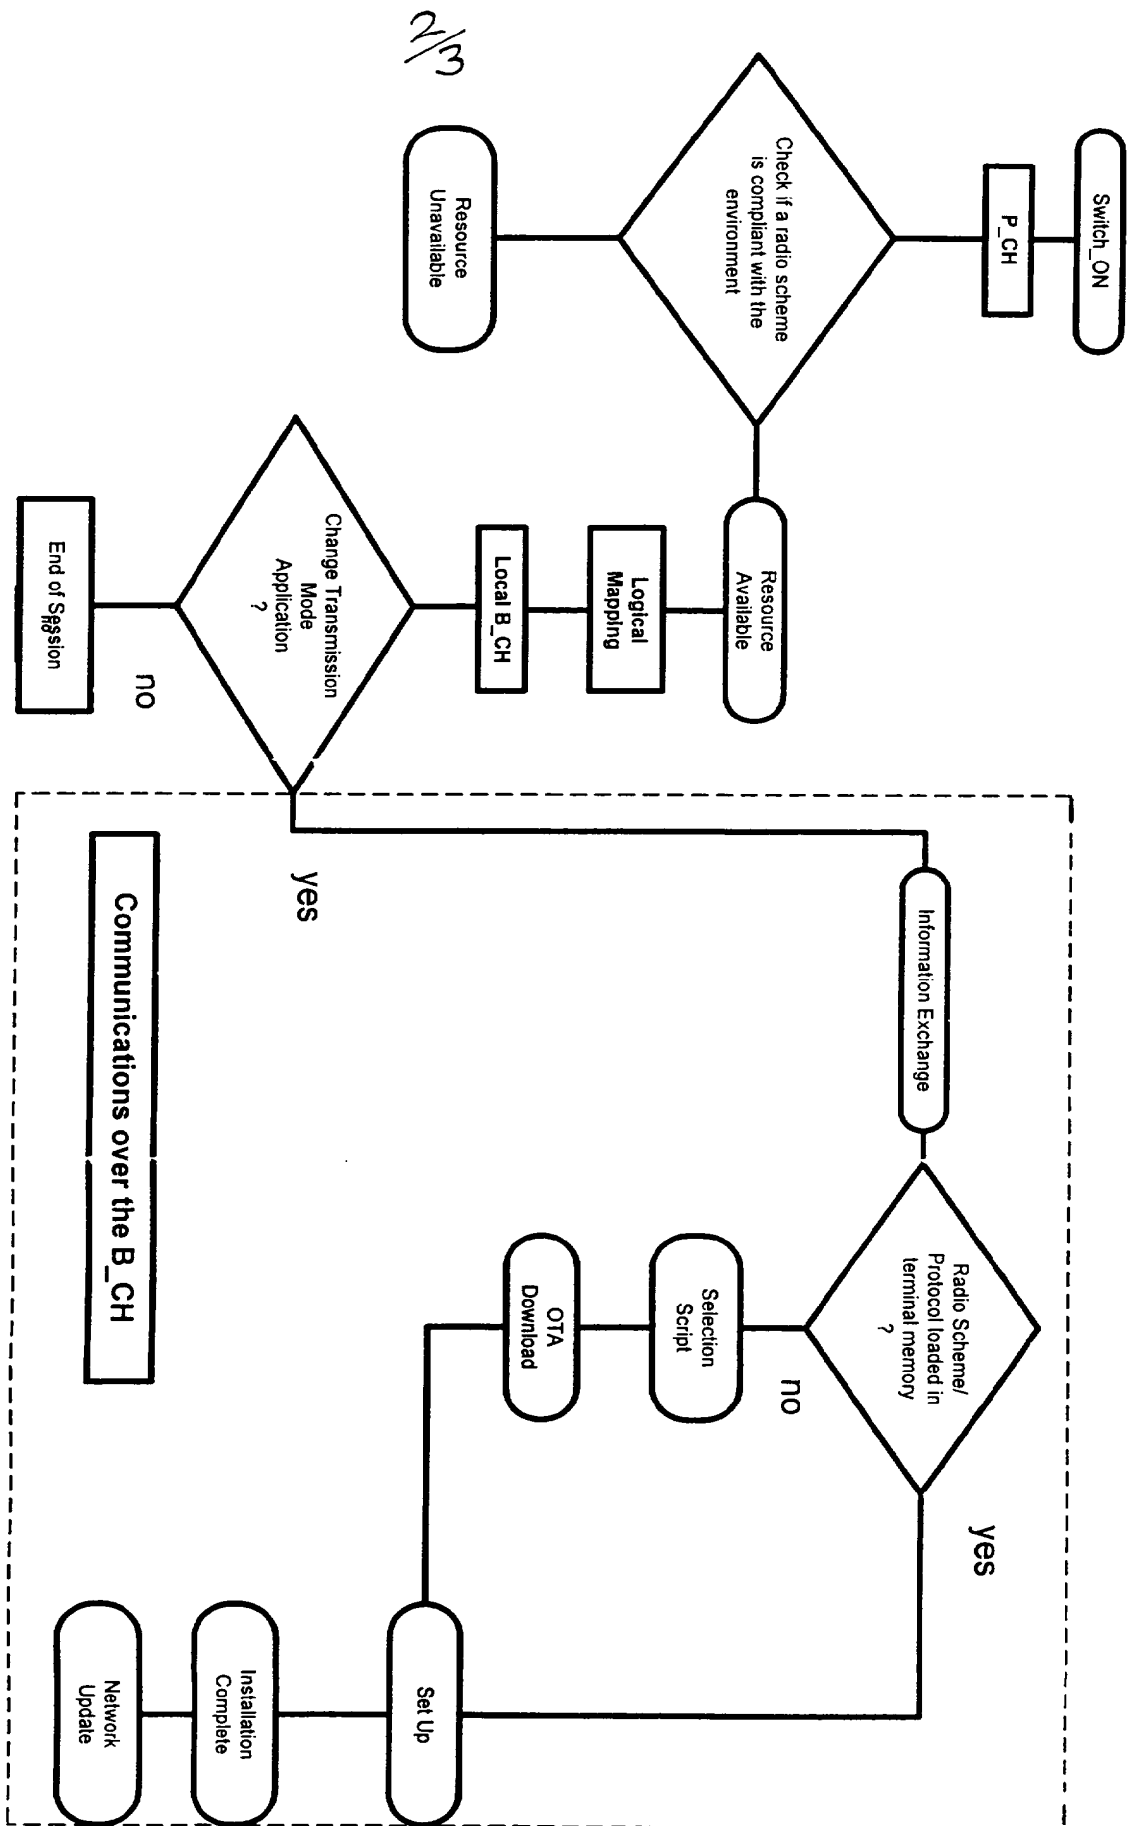 2/3
Switch_ON
P_CH
Check if a radio scheme
is compliant with the
environment
Resource
Unavailable
Resource
Available
Logical
Mapping
Local B_CH
Change Transmission
Mode
Application
?
no
End of Session
no
yes
Information Exchange
Radio Scheme/
Protocol loaded in
terminal memory
?
yes
no
Selection
Script
OTA
Download
Set Up
Installation
Complete
Network
Update
Communications over the B_CH